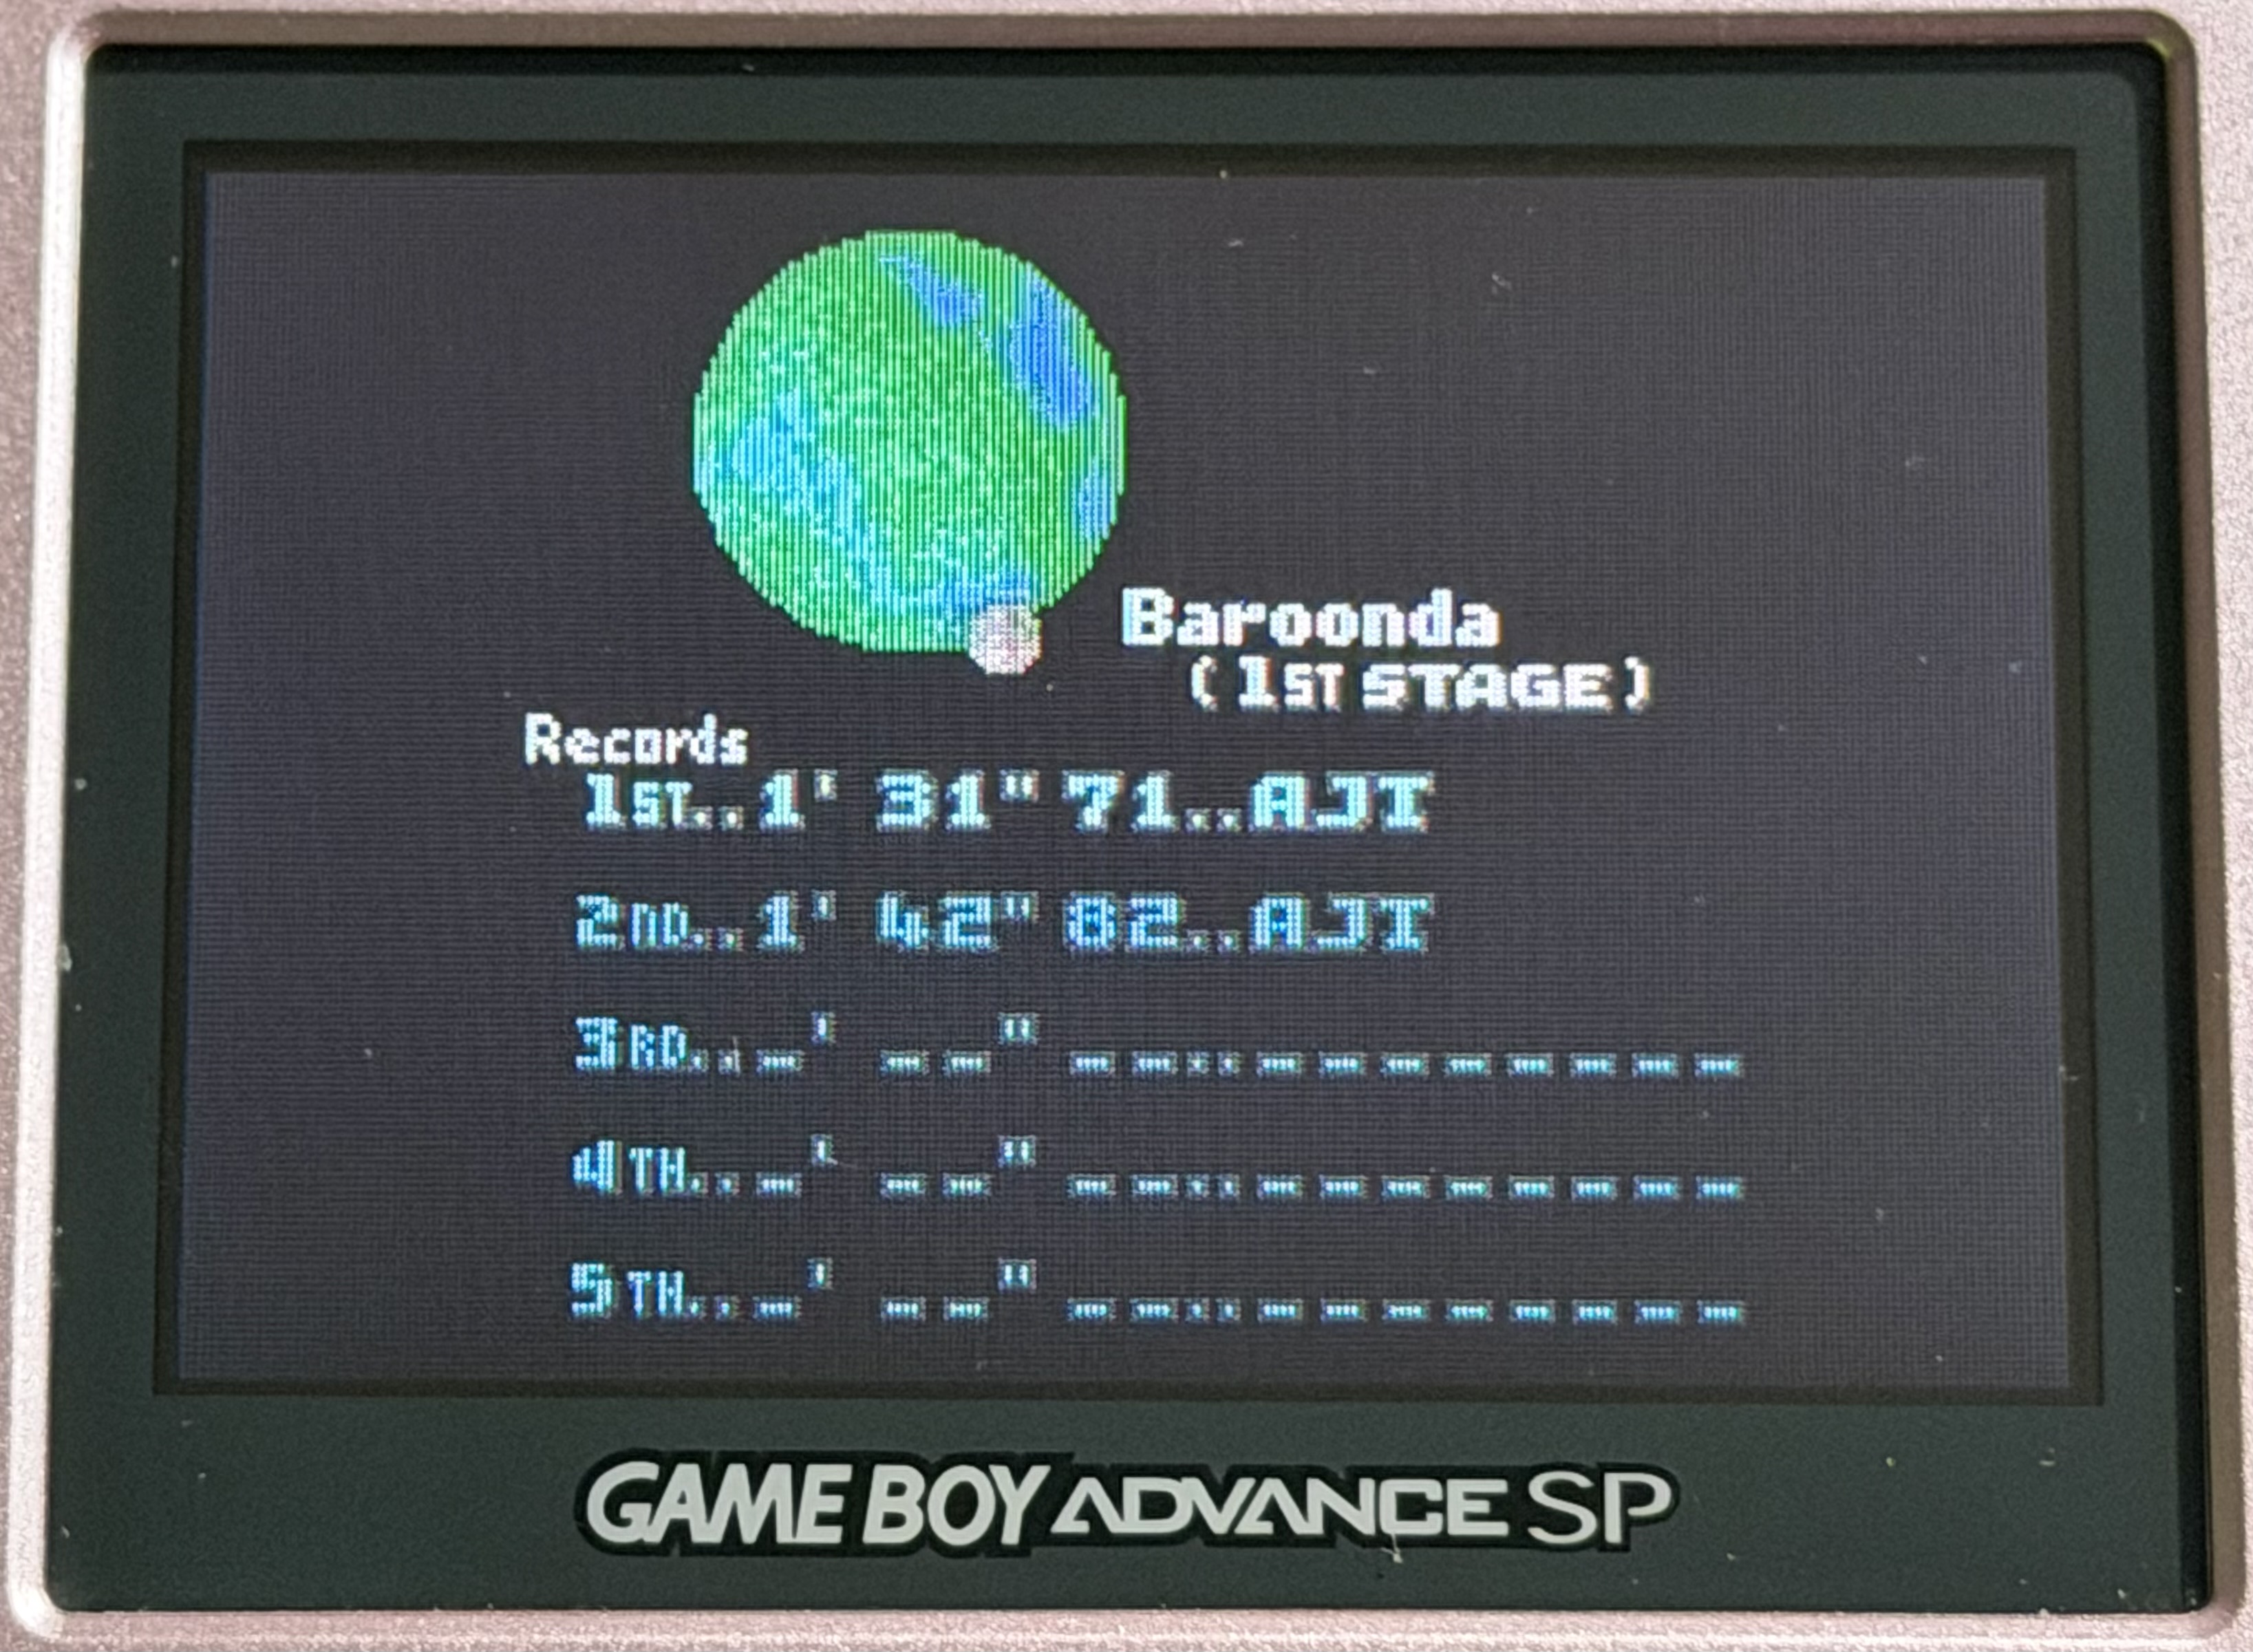 Baroonda
(1ST STAGE)
Records
1ST..1' 31" 71..AJI
2ND..1' 42" 82..AJI
3RD.._' _ _" _ _.._ _ _ _ _ _ _ _
4TH.._' _ _" _ _.._ _ _ _ _ _ _ _
5TH.._' _ _" _ _.._ _ _ _ _ _ _ _
GAME BOY ADVANCE SP